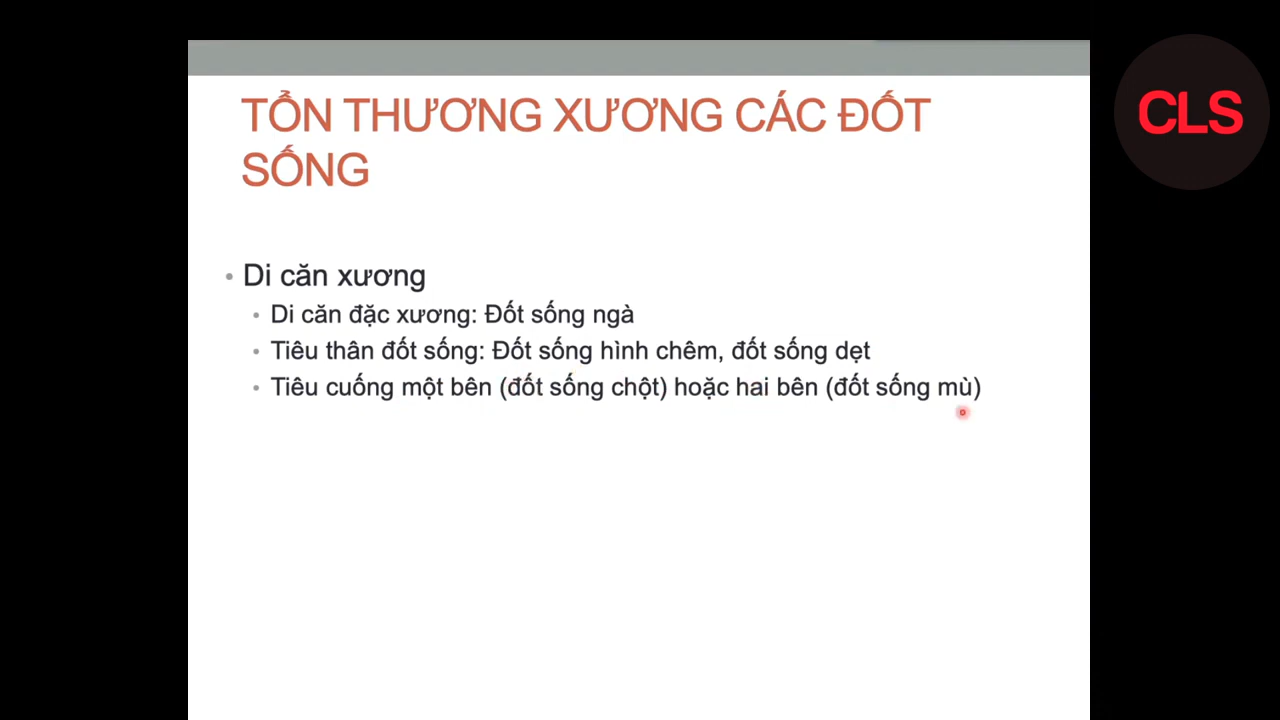 TỔN THƯƠNG XƯƠNG CÁC ĐỐT
SỐNG
CLS
Di căn xương
Di căn đặc xương: Đốt sống ngà
Tiêu thân đốt sống: Đốt sống hình chêm, đốt sống dẹt
Tiêu cuống một bên (đốt sống chột) hoặc hai bên (đốt sống mù)